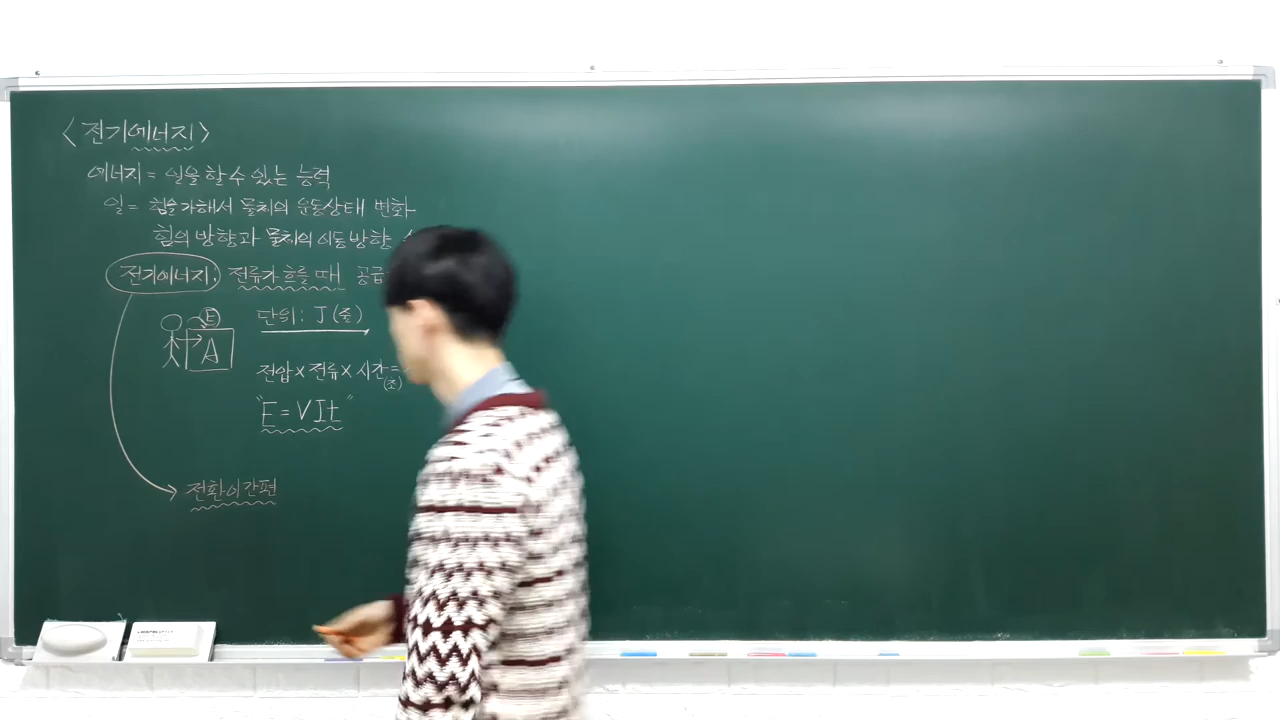 〈전기에너지〉
에너지 = 일을 할 수 있는 능력
일 = 힘을 가해서 물체의 운동상태 변화
힘의 방향과 물체의 이동방향
전기에너지: 전류가 흐를 때 공급
E
A
단위: J (줄)
전압 × 전류 × 시간 =
(초)
"E = VIt"
전환이 간편